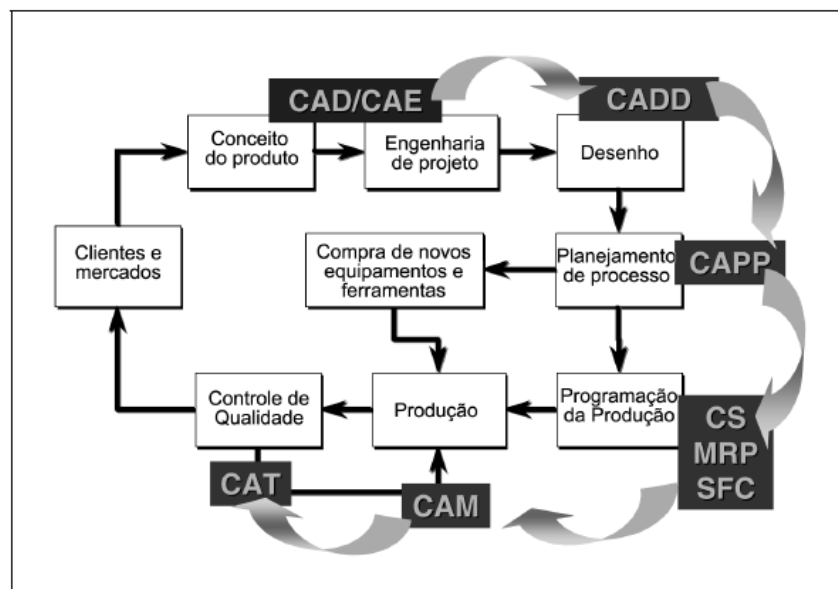 CAD/CAE
CADD
Conceito
do produto
Engenharia
de projeto
Desenho
Clientes e
mercados
Compra de novos
equipamentos e
ferramentas
Planejamento
de processo
CAPP
Controle de
Qualidade
Produção
Programação
da Produção
CS
MRP
SFC
CAT
CAM